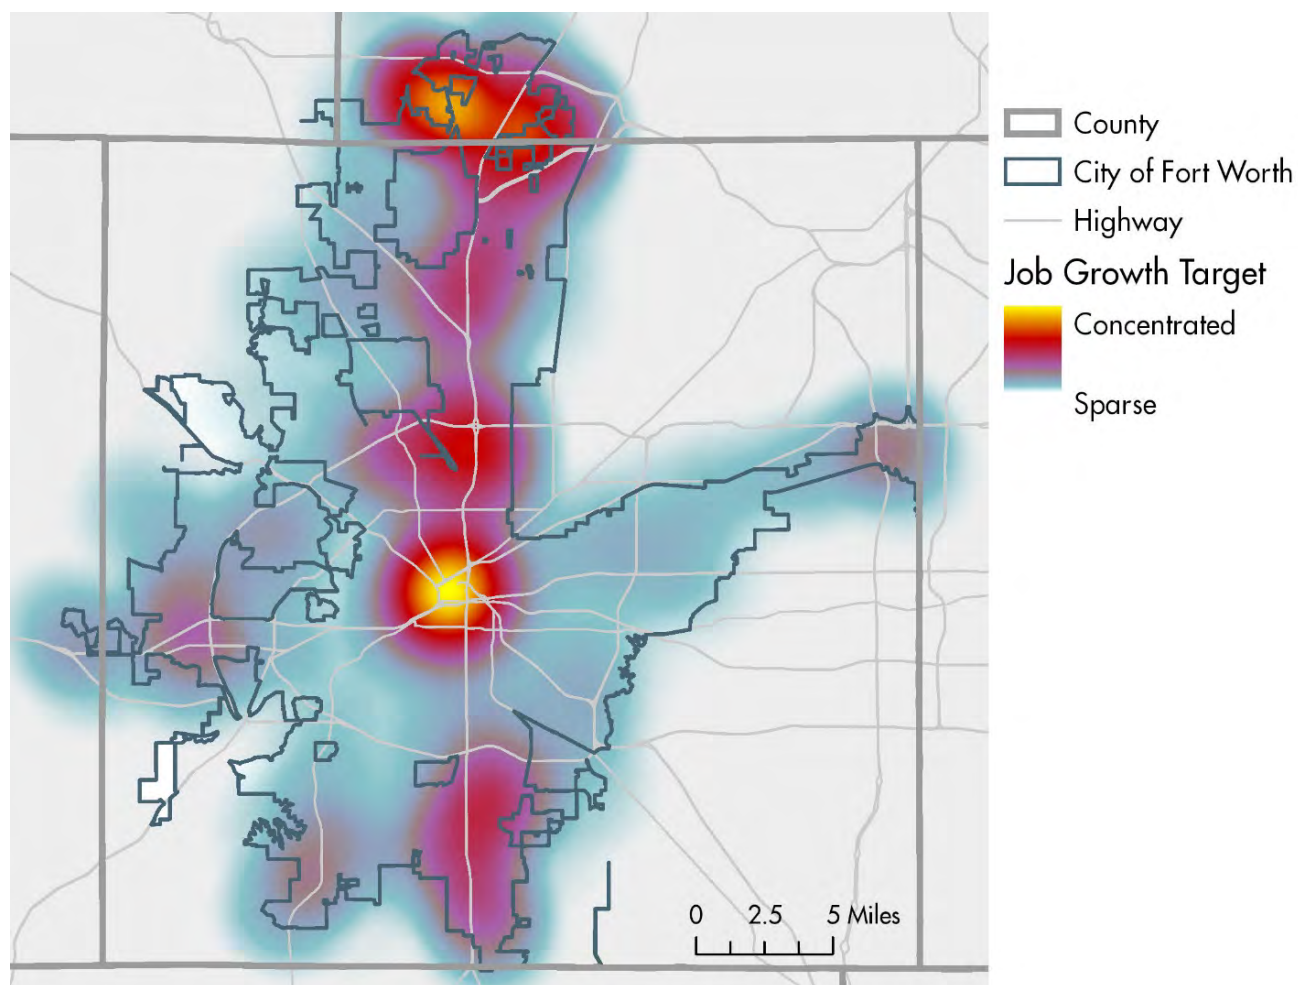 County
City of Fort Worth
Highway
Job Growth Target
Concentrated
Sparse
0 2.5 5 Miles